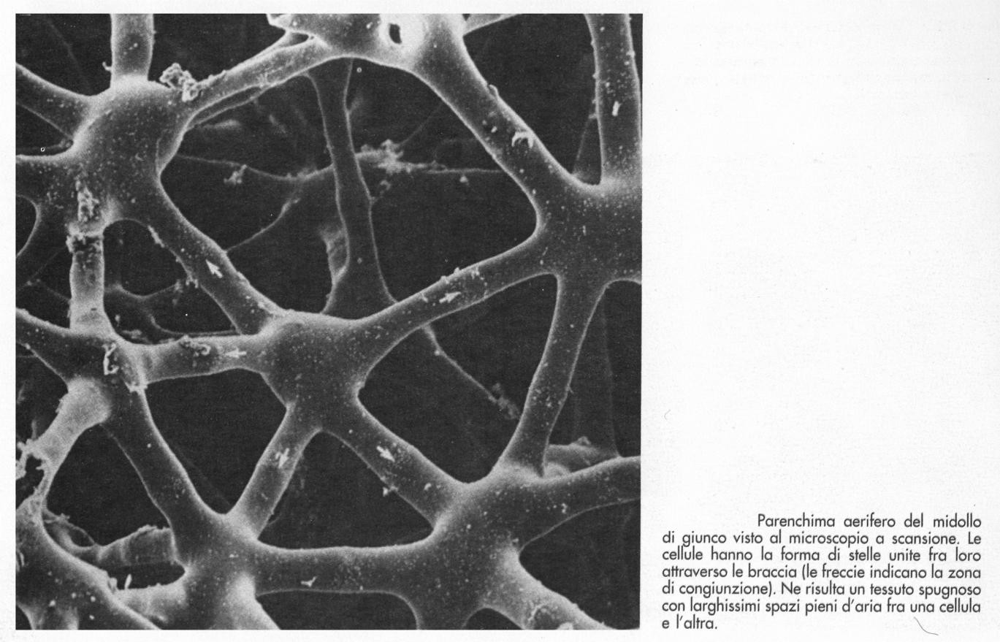 Parenchima aerifero del midollo
di giunco visto al microscopio a scansione. Le
cellule hanno la forma di stelle unite fra loro
attraverso le braccia (le freccie indicano la zona
di congiunzione). Ne risulta un tessuto spugnoso
con larghissimi spazi pieni d'aria fra una cellula
e l'altra.